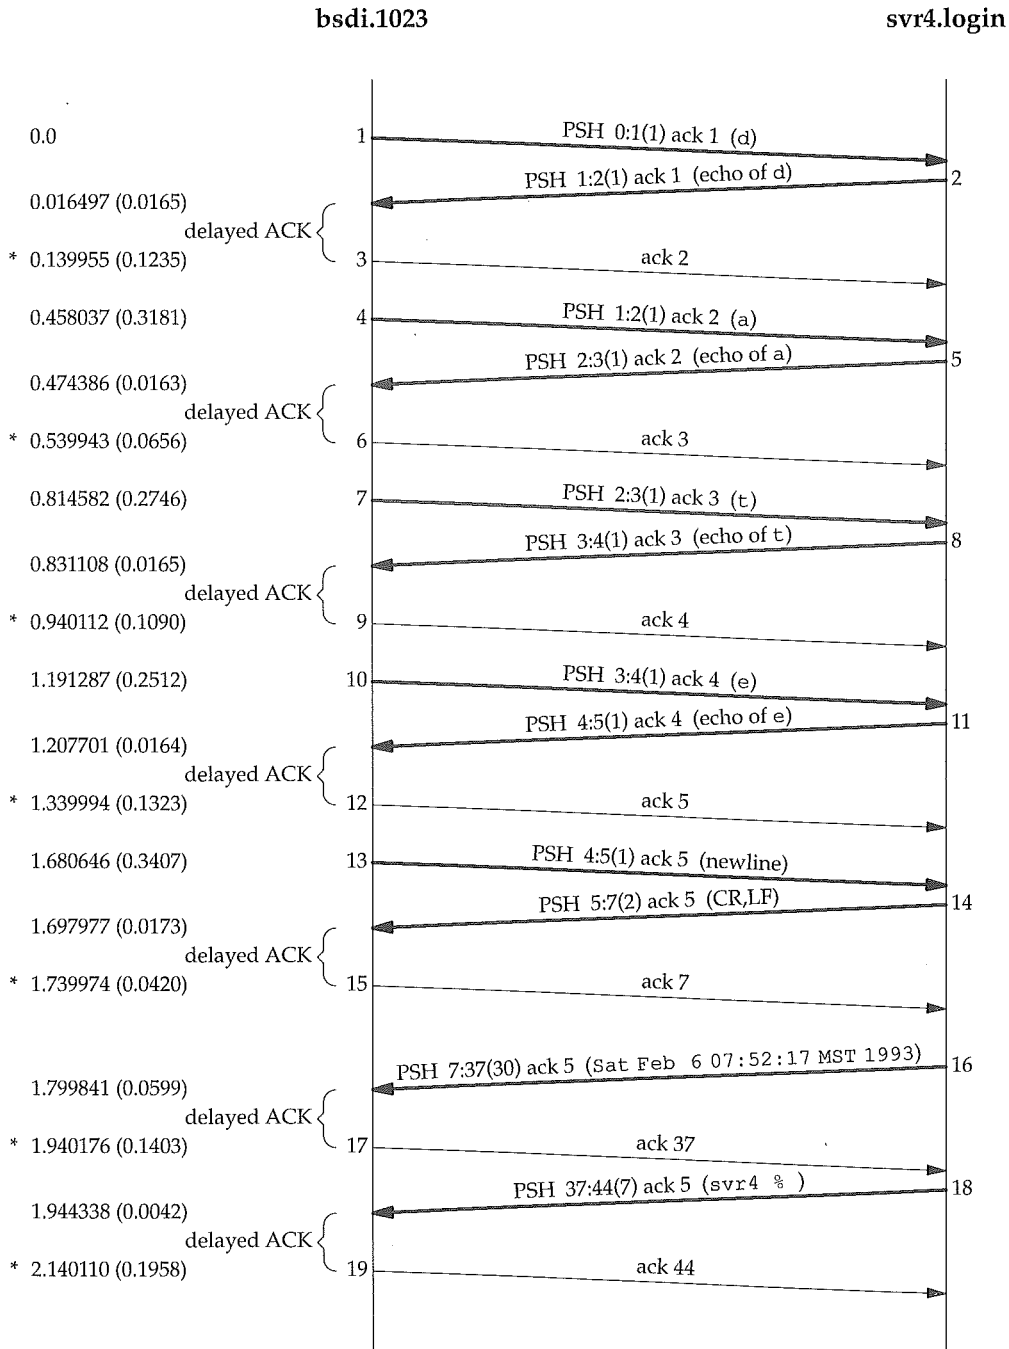 bsdi.1023 svr4.login
0.0 1 PSH 0:1(1) ack 1 (d)
PSH 1:2(1) ack 1 (echo of d) 2
0.016497 (0.0165)
delayed ACK
* 0.139955 (0.1235) 3 ack 2
0.458037 (0.3181) 4 PSH 1:2(1) ack 2 (a)
PSH 2:3(1) ack 2 (echo of a) 5
0.474386 (0.0163)
delayed ACK
* 0.539943 (0.0656) 6 ack 3
0.814582 (0.2746) 7 PSH 2:3(1) ack 3 (t)
PSH 3:4(1) ack 3 (echo of t) 8
0.831108 (0.0165)
delayed ACK
* 0.940112 (0.1090) 9 ack 4
1.191287 (0.2512) 10 PSH 3:4(1) ack 4 (e)
PSH 4:5(1) ack 4 (echo of e) 11
1.207701 (0.0164)
delayed ACK
* 1.339994 (0.1323) 12 ack 5
1.680646 (0.3407) 13 PSH 4:5(1) ack 5 (newline)
PSH 5:7(2) ack 5 (CR,LF) 14
1.697977 (0.0173)
delayed ACK
* 1.739974 (0.0420) 15 ack 7
PSH 7:37(30) ack 5 (Sat Feb 6 07:52:17 MST 1993) 16
1.799841 (0.0599)
delayed ACK
* 1.940176 (0.1403) 17 ack 37
PSH 37:44(7) ack 5 (svr4 % ) 18
1.944338 (0.0042)
delayed ACK
* 2.140110 (0.1958) 19 ack 44